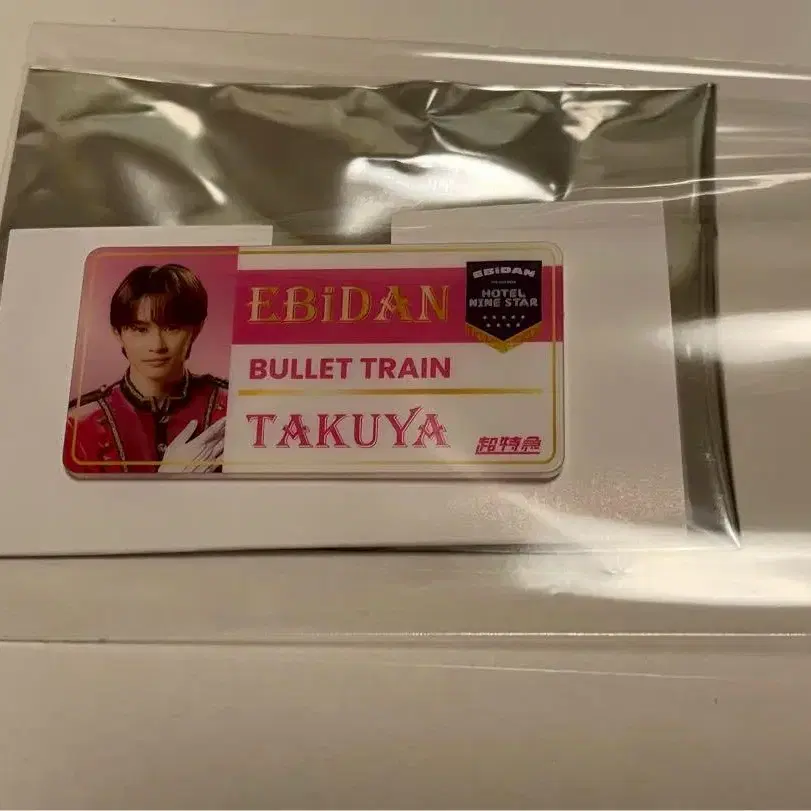 EBiDAN
EBiDAN
HOTEL
NINE STAR
BULLET TRAIN
TAKUYA
超特急